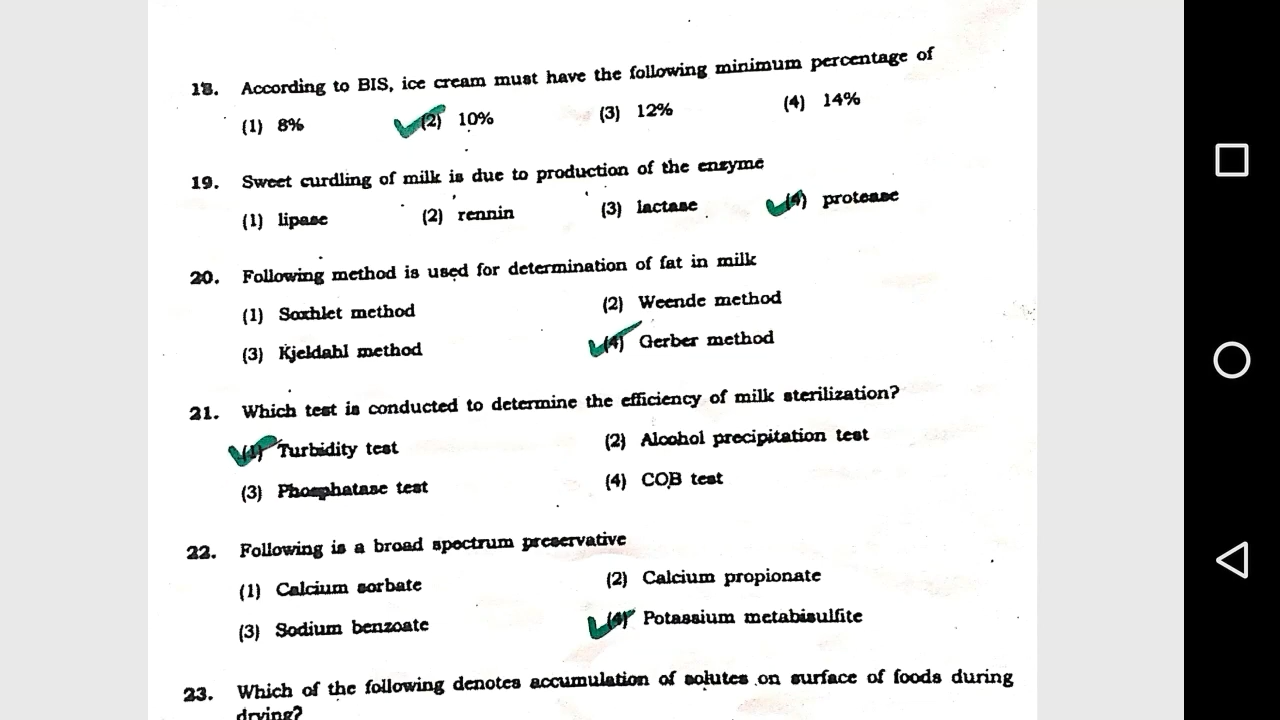 18. According to BIS, ice cream must have the following minimum percentage of
(1) 8% (2) 10% (3) 12% (4) 14%
19. Sweet curdling of milk is due to production of the enzyme
(1) lipase (2) rennin (3) lactase (4) protease
20. Following method is used for determination of fat in milk
(1) Soxhlet method (2) Weende method
(3) Kjeldahl method (4) Gerber method
21. Which test is conducted to determine the efficiency of milk sterilization?
(1) Turbidity test (2) Alcohol precipitation test
(3) Phosphatase test (4) COB test
22. Following is a broad spectrum preservative
(1) Calcium sorbate (2) Calcium propionate
(3) Sodium benzoate (4) Potassium metabisulfite
23. Which of the following denotes accumulation of solutes on surface of foods during
drying?